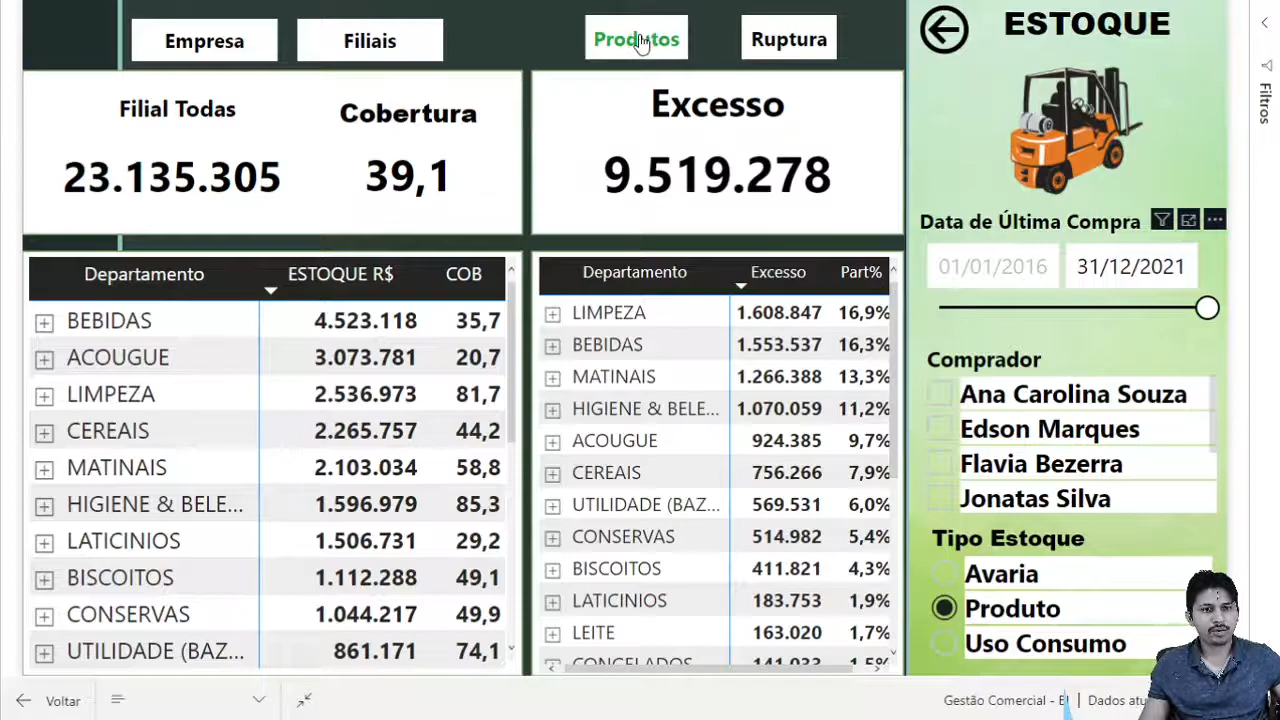 Empresa
Filiais
Produtos
Ruptura
ESTOQUE
Filial Todas
Cobertura
23.135.305
39,1
Excesso
9.519.278
Data de Última Compra
01/01/2016
31/12/2021
Filtros
Departamento ESTOQUE R$ COB
BEBIDAS 4.523.118 35,7
ACOUGUE 3.073.781 20,7
LIMPEZA 2.536.973 81,7
CEREAIS 2.265.757 44,2
MATINAIS 2.103.034 58,8
HIGIENE & BELE... 1.596.979 85,3
LATICINIOS 1.506.731 29,2
BISCOITOS 1.112.288 49,1
CONSERVAS 1.044.217 49,9
UTILIDADE (BAZ... 861.171 74,1
Departamento Excesso Part%
LIMPEZA 1.608.847 16,9%
BEBIDAS 1.553.537 16,3%
MATINAIS 1.266.388 13,3%
HIGIENE & BELE... 1.070.059 11,2%
ACOUGUE 924.385 9,7%
CEREAIS 756.266 7,9%
UTILIDADE (BAZ... 569.531 6,0%
CONSERVAS 514.982 5,4%
BISCOITOS 411.821 4,3%
LATICINIOS 183.753 1,9%
LEITE 163.020 1,7%
CONGELADOS 141.033 1,5%
Comprador
Ana Carolina Souza
Edson Marques
Flavia Bezerra
Jonatas Silva
Tipo Estoque
Avaria
Produto
Uso Consumo
Voltar
Gestão Comercial - BI
Dados atu